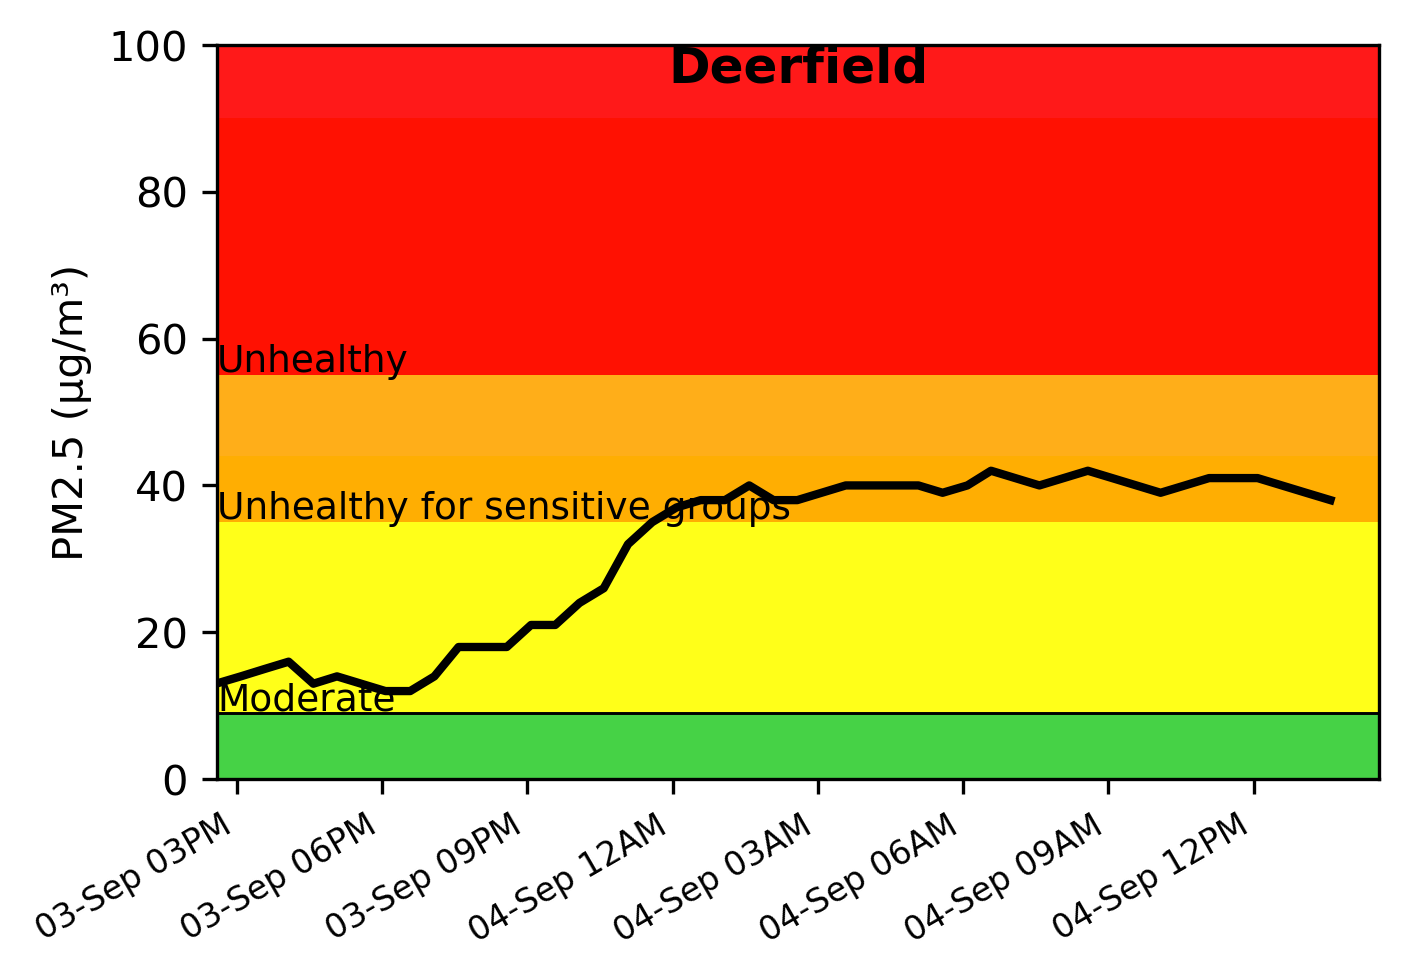 Deerfield
100
80
60
40
20
0
PM2.5 (µg/m³)
Unhealthy
Unhealthy for sensitive groups
Moderate
03-Sep 03PM
03-Sep 06PM
03-Sep 09PM
04-Sep 12AM
04-Sep 03AM
04-Sep 06AM
04-Sep 09AM
04-Sep 12PM